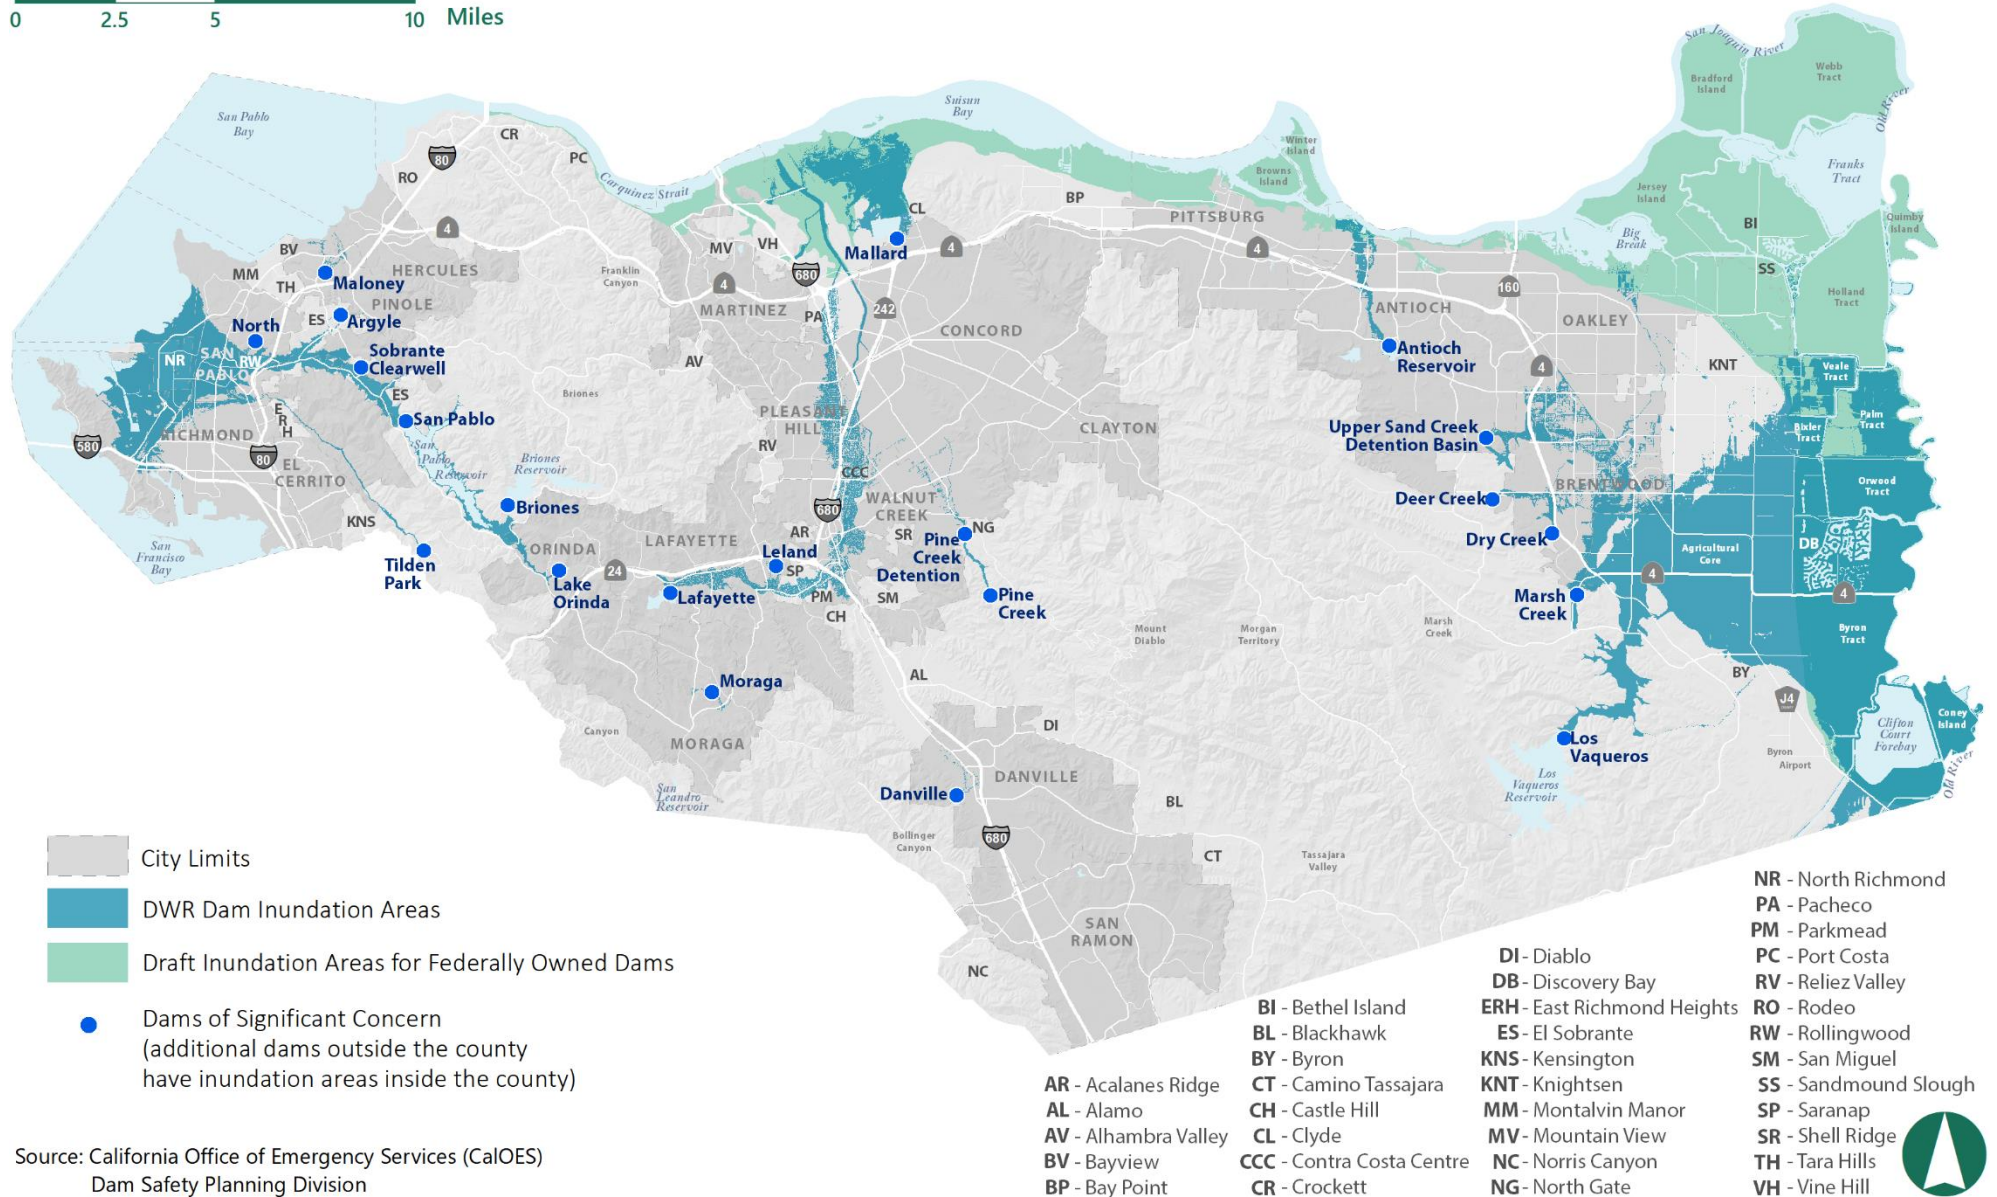 0 2.5 5 10 Miles
San Joaquin River
Bradford
Island
Webb
Tract
Old River
San Pablo
Bay
Suisun
Bay
CR
80
PC
RO
Carquinez Strait
Winter
Island
Browns
Island
Franks
Tract
Jersey
Island
BI
Quimby
Island
Big
Break
SS
Holland
Tract
CL
BP
PITTSBURG
4
Mallard
4
4
MV
VH
680
4
MARTINEZ
PA
242
CONCORD
BV
MM
TH
Maloney
HERCULES
PINOLE
ES
Argyle
North
Franklin
Canyon
NR
SAN
PABLO
RW
Sobrante
Clearwell
ES
San Pablo
AV
Briones
160
ANTIOCH
OAKLEY
Antioch
Reservoir
4
KNT
Veale
Tract
Palm
Tract
Bixler
Tract
E
R
H
RICHMOND
580
80
EL
CERRITO
San
Pablo
Reservoir
Briones
Reservoir
PLEASANT
HILL
RV
CCC
CLAYTON
Upper Sand Creek
Detention Basin
Orwood
Tract
BRENTWOOD
Deer Creek
WALNUT
CREEK
680
Briones
KNS
San
Francisco
Bay
Tilden
Park
ORINDA
LAFAYETTE
AR
SR
NG
Pine
Creek
Detention
Leland
SP
24
Lake
Orinda
Lafayette
PM
CH
SM
Pine
Creek
Dry Creek
DB
Agricultural
Core
4
4
Marsh
Creek
Mount
Diablo
Morgan
Territory
Marsh
Creek
Byron
Tract
BY
J4
Moraga
AL
Canyon
MORAGA
DI
Clifton
Court
Forebay
Coney
Island
Old River
Byron
Airport
Los
Vaqueros
Los
Vaqueros
Reservoir
San
Leandro
Reservoir
Danville
DANVILLE
BL
680
Bollinger
Canyon
CT
Tassajara
Valley
SAN
RAMON
NC
City Limits
DWR Dam Inundation Areas
Draft Inundation Areas for Federally Owned Dams
Dams of Significant Concern
(additional dams outside the county
have inundation areas inside the county)
Source: California Office of Emergency Services (CalOES)
Dam Safety Planning Division
AR - Acalanes Ridge
AL - Alamo
AV - Alhambra Valley
BV - Bayview
BP - Bay Point
BI - Bethel Island
BL - Blackhawk
BY - Byron
CT - Camino Tassajara
CH - Castle Hill
CL - Clyde
CCC - Contra Costa Centre
CR - Crockett
DI - Diablo
DB - Discovery Bay
ERH - East Richmond Heights
ES - El Sobrante
KNS - Kensington
KNT - Knightsen
MM - Montalvin Manor
MV - Mountain View
NC - Norris Canyon
NG - North Gate
NR - North Richmond
PA - Pacheco
PM - Parkmead
PC - Port Costa
RV - Reliez Valley
RO - Rodeo
RW - Rollingwood
SM - San Miguel
SS - Sandmound Slough
SP - Saranap
SR - Shell Ridge
TH - Tara Hills
VH - Vine Hill